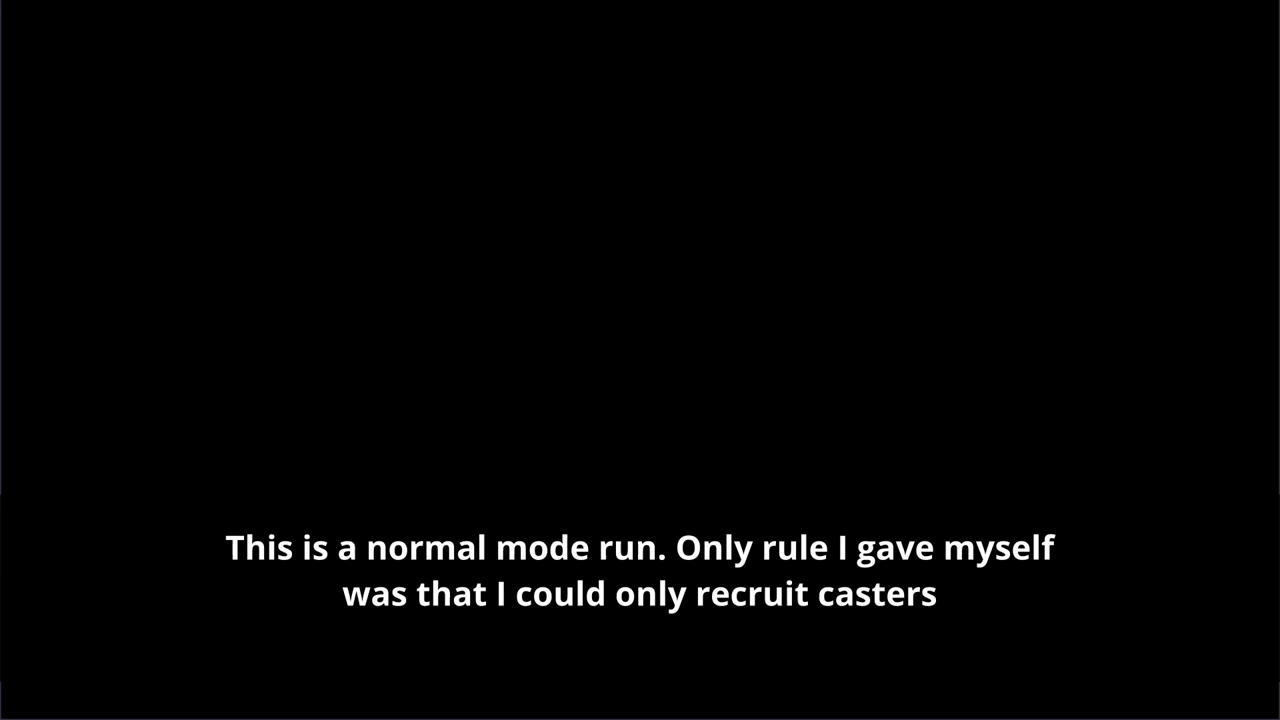 This is a normal mode run. Only rule I gave myself
was that I could only recruit casters